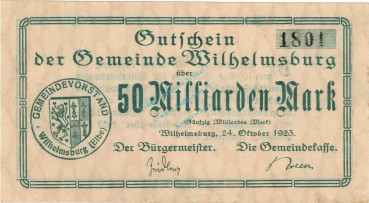 Gutschein
1801
der Gemeinde Wilhelmsburg
über
50 Milliarden Mark
(Fünfzig Milliarden Mark)
Wilhelmsburg, 24. Oktober 1923.
Der Bürgermeister. Die Gemeindekasse.
GEMEINDEVORSTAND
Wilhelmsburg (Elbe)